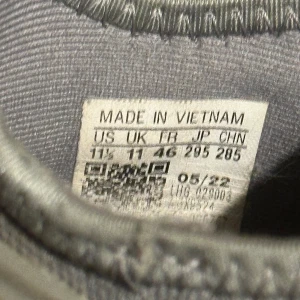 MADE IN VIETNAM
US UK FR JP CHN
11½ 11 46 295 285
05/22